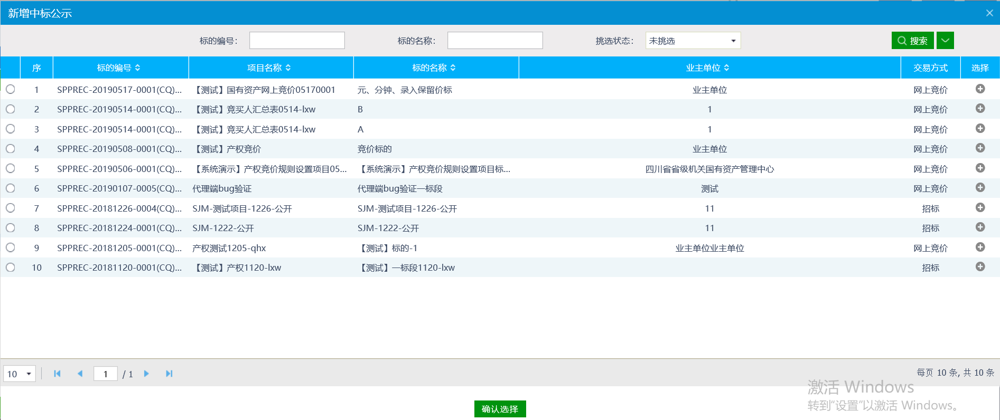 新增中标公示
标的编号： 标的名称： 挑选状态： 未挑选 搜索
序 标的编号 项目名称 标的名称 业主单位 交易方式 选择
1 SPPREC-20190517-0001(CQ)... 【测试】国有资产网上竞价05170001 元、分钟、录入保留价标 业主单位 网上竞价
2 SPPREC-20190514-0001(CQ)... 【测试】竞买人汇总表0514-lxw B 1 网上竞价
3 SPPREC-20190514-0001(CQ)... 【测试】竞买人汇总表0514-lxw A 1 网上竞价
4 SPPREC-20190508-0001(CQ)... 【测试】产权竞价 竞价标的 业主单位 网上竞价
5 SPPREC-20190506-0001(CQ)... 【系统演示】产权竞价规则设置项目05... 【系统演示】产权竞价规则设置项目标... 四川省省级机关国有资产管理中心 网上竞价
6 SPPREC-20190107-0005(CQ)... 代理端bug验证 代理端bug验证一标段 测试 网上竞价
7 SPPREC-20181226-0004(CQ)... SJM-测试项目-1226-公开 SJM-测试项目-1226-公开 11 招标
8 SPPREC-20181224-0001(CQ)... SJM-1222-公开 SJM-1222-公开 11 招标
9 SPPREC-20181205-0001(CQ)... 产权测试1205-qhx 【测试】标的-1 业主单位业主单位 网上竞价
10 SPPREC-20181120-0001(CQ)... 【测试】产权1120-lxw 【测试】一标段1120-lxw 招标
10 1 / 1 每页 10 条, 共 10 条
激活 Windows
转到“设置”以激活 Windows。
确认选择